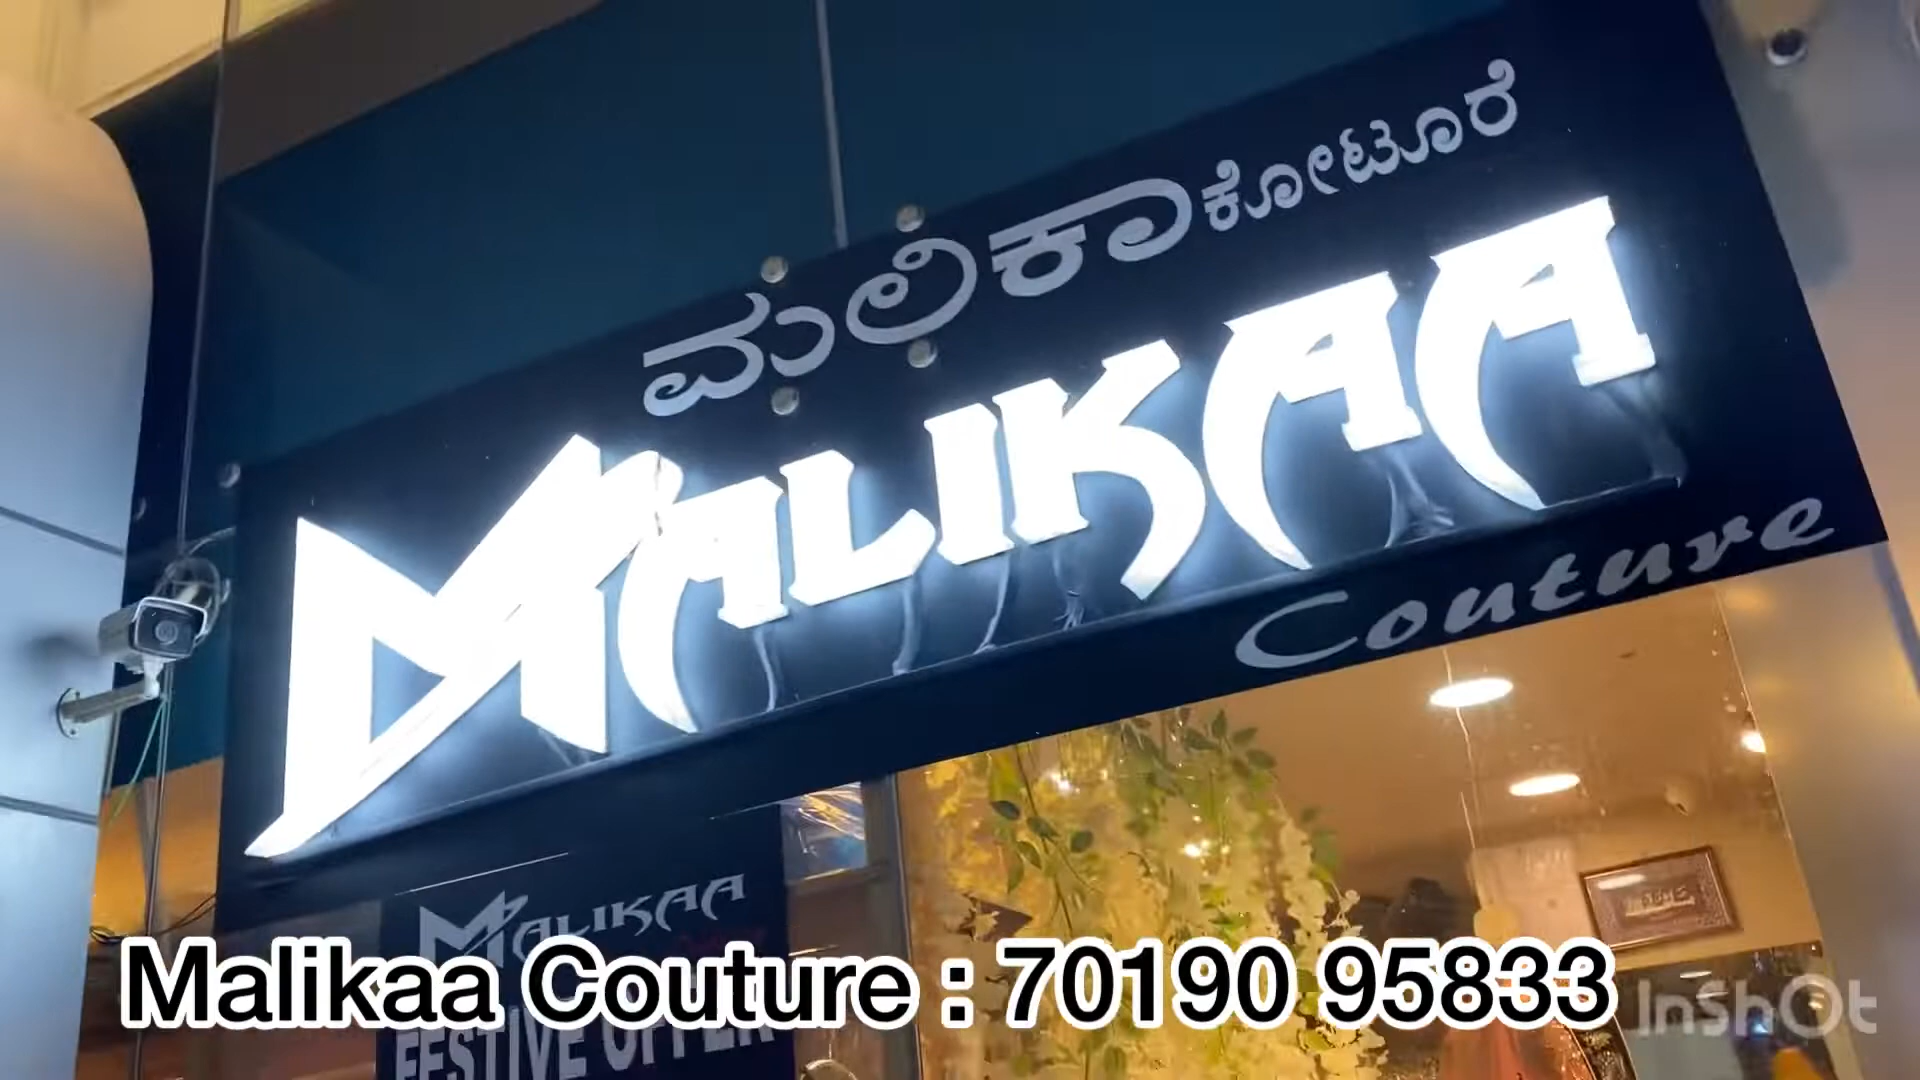 ಮಲಿಕಾ ಕೋಟೂರೆ
MALIKAA
Couture
MALIKAA
FESTIVE OFFER
Malikaa Couture : 70190 95833
InShOt